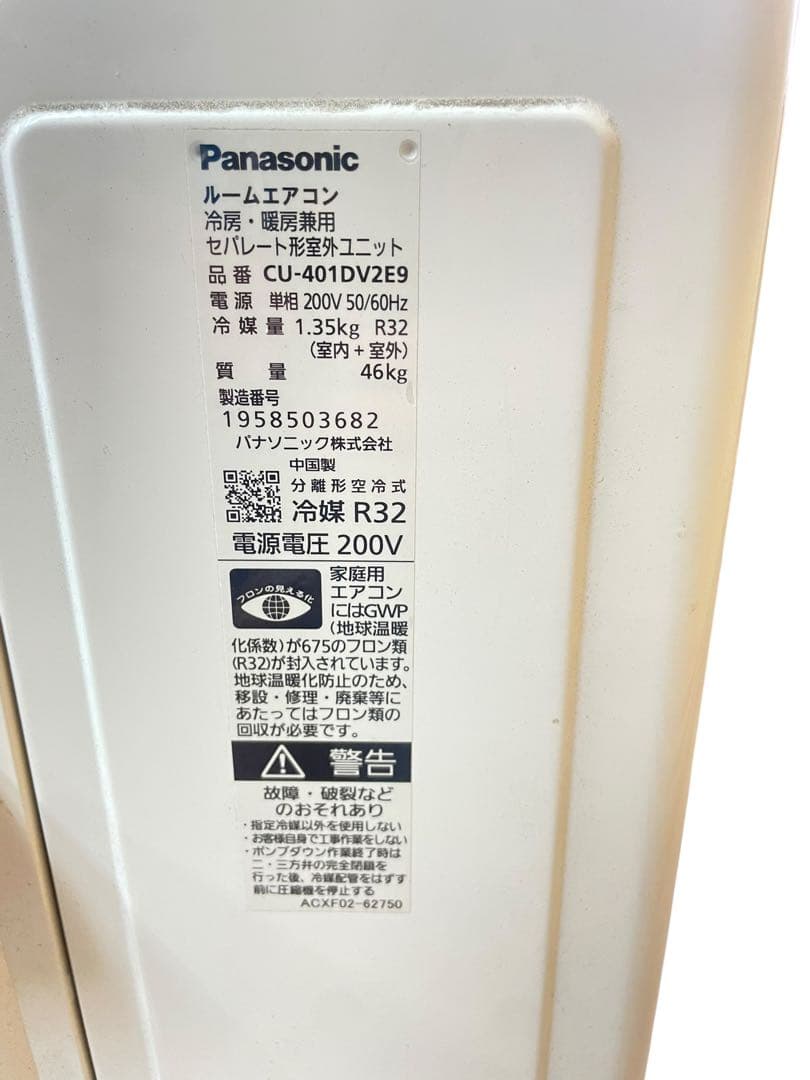 Panasonic
ルームエアコン
冷房・暖房兼用
セパレート形室外ユニット
品番 CU-401DV2E9
電源 単相 200V 50/60Hz
冷媒量 1.35kg R32
(室内+室外)
質量 46kg
製造番号
1958503682
パナソニック株式会社
中国製
分離形空冷式
冷媒 R32
電源電圧 200V
フロンの見える化
家庭用
エアコン
にはGWP
(地球温暖
化係数)が675のフロン類
(R32)が封入されています。
地球温暖化防止のため、
移設・修理・廃棄等に
あたってはフロン類の
回収が必要です。
警告
故障・破裂など
のおそれあり
・指定冷媒以外を使用しない
・お客様自身で工事作業をしない
・ポンプダウン作業終了時は
二・三方弁の完全閉鎖を
行った後、冷媒配管をはずす
前に圧縮機を停止する
ACXF02-62750